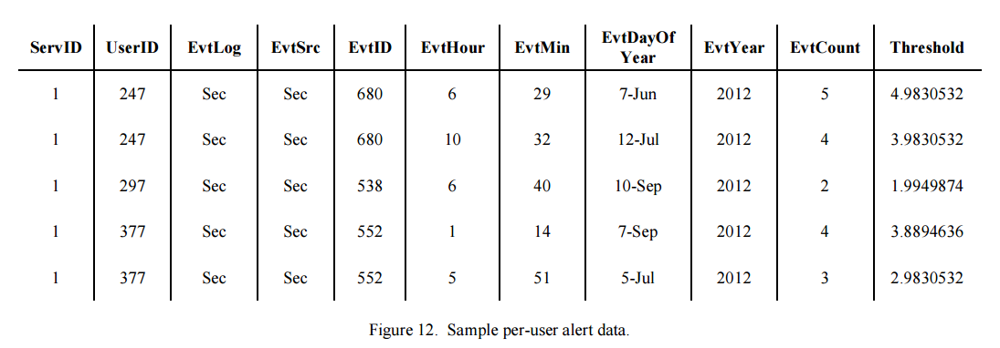 ServID UserID EvtLog EvtSrc EvtID EvtHour EvtMin EvtDayOf Year EvtYear EvtCount Threshold
1 247 Sec Sec 680 6 29 7-Jun 2012 5 4.9830532
1 247 Sec Sec 680 10 32 12-Jul 2012 4 3.9830532
1 297 Sec Sec 538 6 40 10-Sep 2012 2 1.9949874
1 377 Sec Sec 552 1 14 7-Sep 2012 4 3.8894636
1 377 Sec Sec 552 5 51 5-Jul 2012 3 2.9830532
Figure 12. Sample per-user alert data.